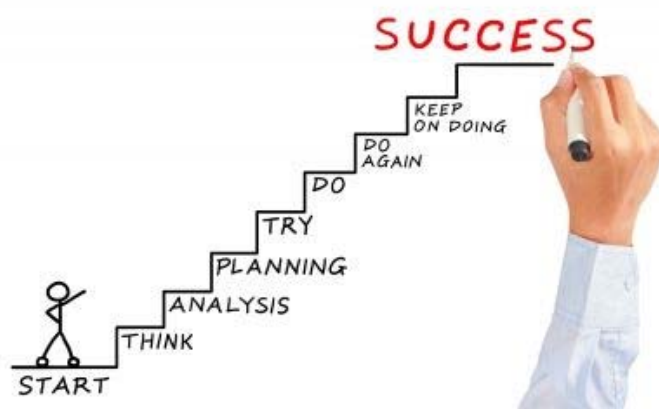 SUCCESS
KEEP
ON DOING
DO
AGAIN
DO
TRY
PLANNING
ANALYSIS
THINK
START